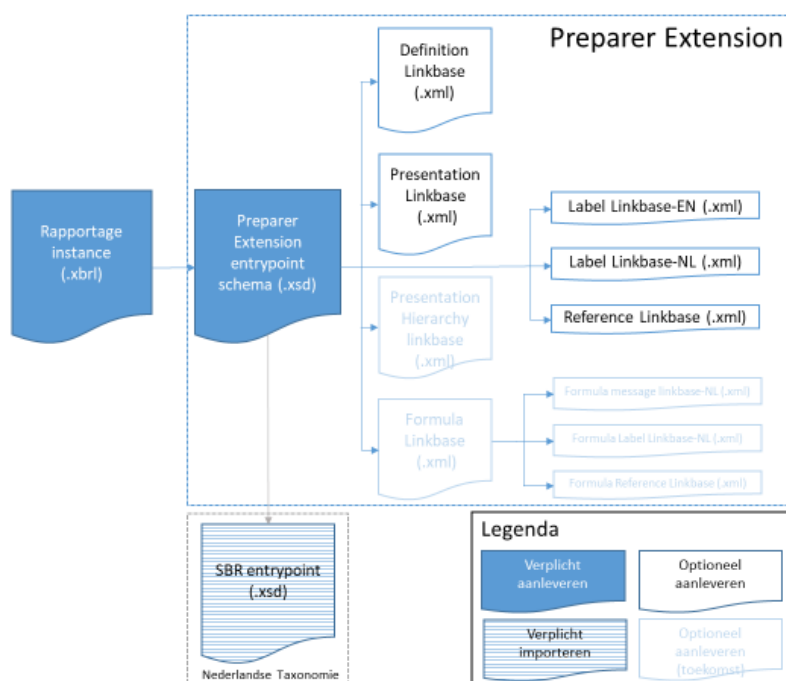 Preparer Extension
Definition
Linkbase
(.xml)
Presentation
Linkbase
(.xml)
Rapportage
instance
(.xbrl)
Preparer
Extension
entrypoint
schema (.xsd)
Label Linkbase-EN (.xml)
Label Linkbase-NL (.xml)
Reference Linkbase (.xml)
Presentation
Hierarchy
linkbase
(.xml)
Formula
Linkbase
(.xml)
Formula message linkbase-NL (.xml)
Formula Label Linkbase-NL (.xml)
Formula Reference Linkbase (.xml)
SBR entrypoint
(.xsd)
Nederlandse Taxonomie
Legenda
Verplicht
aanleveren
Optioneel
aanleveren
Verplicht
importeren
Optioneel
aanleveren
(toekomst)